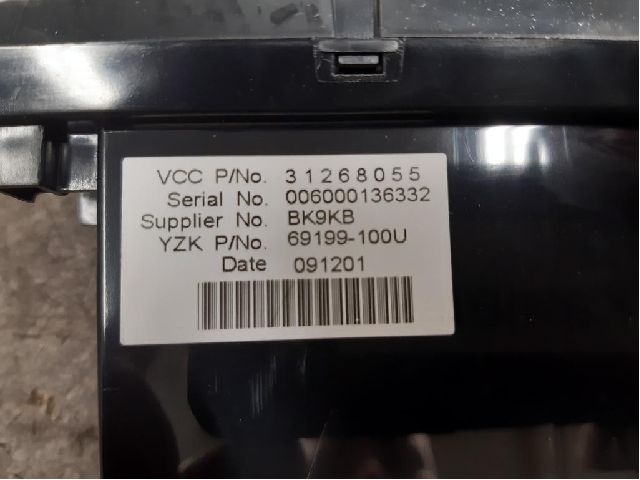 VCC P/No. 31268055
Serial No. 006000136332
Supplier No. BK9KB
YZK P/No. 69199-100U
Date 091201